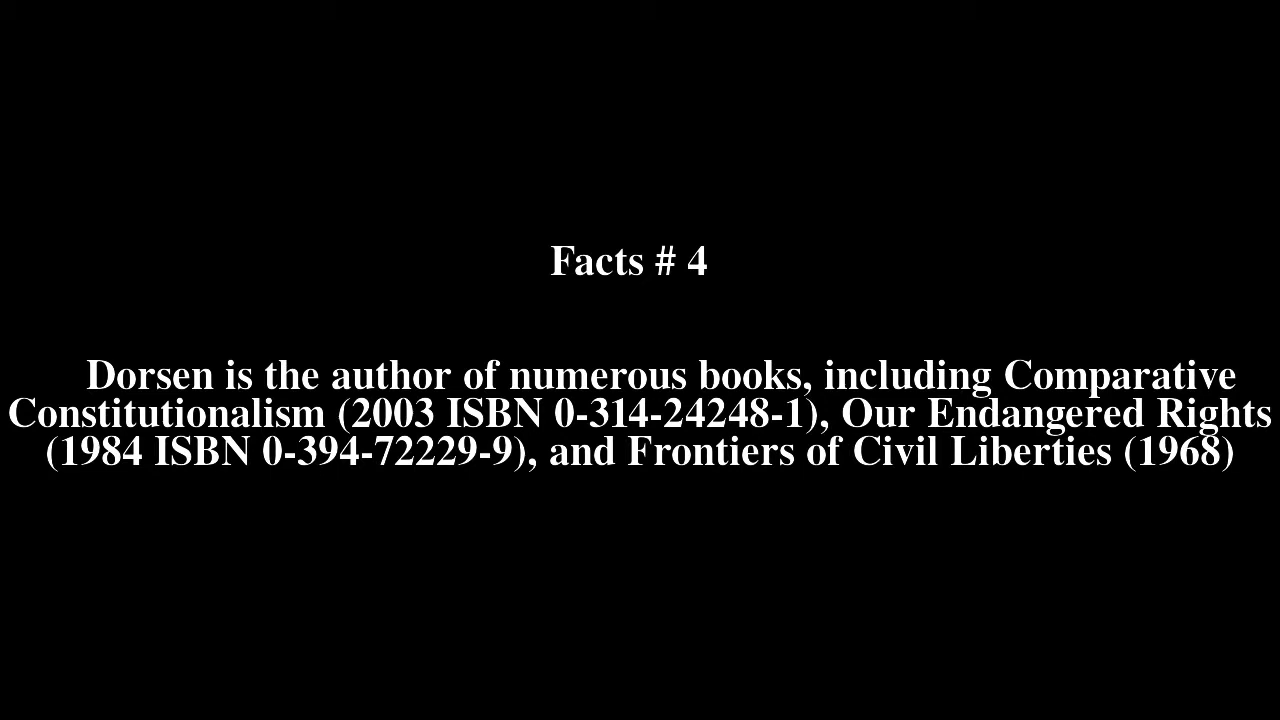 Facts # 4
Dorsen is the author of numerous books, including Comparative
Constitutionalism (2003 ISBN 0-314-24248-1), Our Endangered Rights
(1984 ISBN 0-394-72229-9), and Frontiers of Civil Liberties (1968)